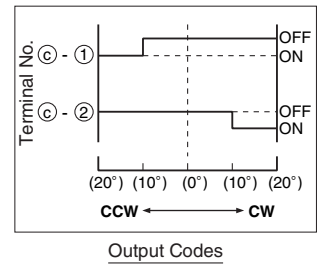 Terminal No.
ⓒ - ① OFF
ON
ⓒ - ② OFF
ON
(20°) (10°) (0°) (10°) (20°)
CCW CW
Output Codes